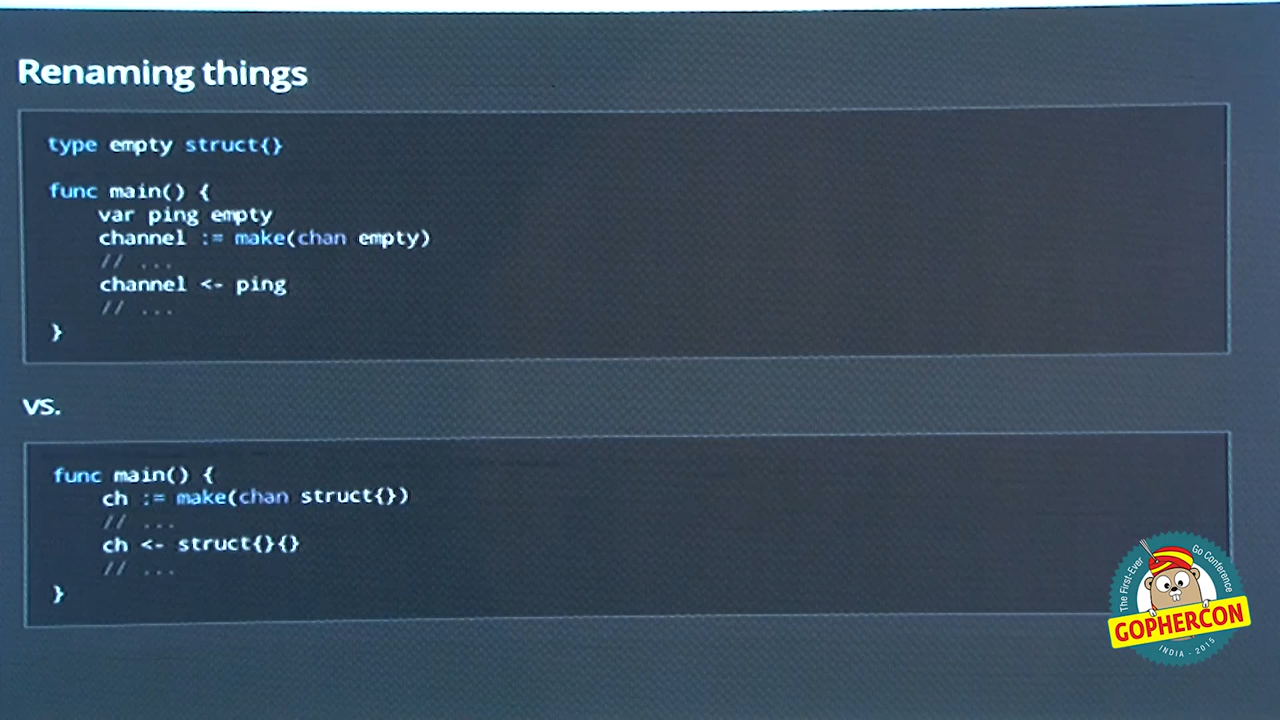 Renaming things
type empty struct{}
func main() {
    var ping empty
    channel := make(chan empty)
    // ...
    channel <- ping
    // ...
}
vs.
func main() {
    ch := make(chan struct{})
    // ...
    ch <- struct{}{}
    // ...
}
The First-Ever Go Conference
GOPHERCON
INDIA - 2015